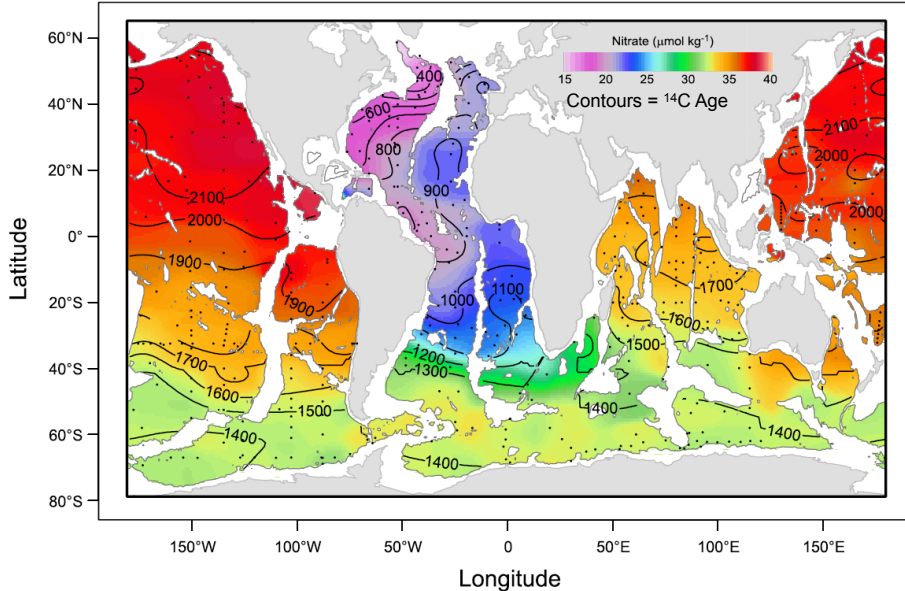 Nitrate (μmol kg⁻¹)
15 20 25 30 35 40
Contours = ¹⁴C Age
60°N
40°N
20°N
0°
20°S
40°S
60°S
80°S
Latitude
400
600
800
900
1000
1100
1200
1300
1400
1400
2100
2000
1900
1900
1700
1600
1500
1400
1700
1600
1500
1400
2100
2000
2000
150°W 100°W 50°W 0 50°E 100°E 150°E
Longitude